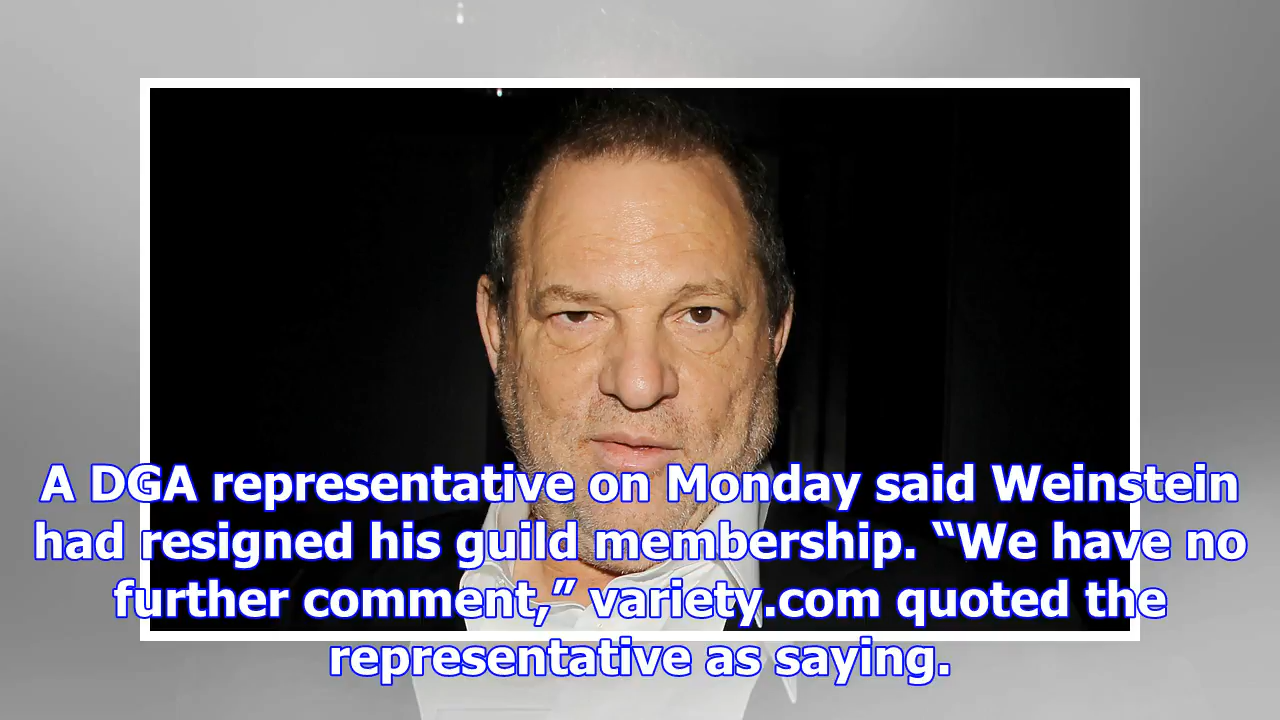 A DGA representative on Monday said Weinstein
had resigned his guild membership. “We have no
further comment,” variety.com quoted the
representative as saying.